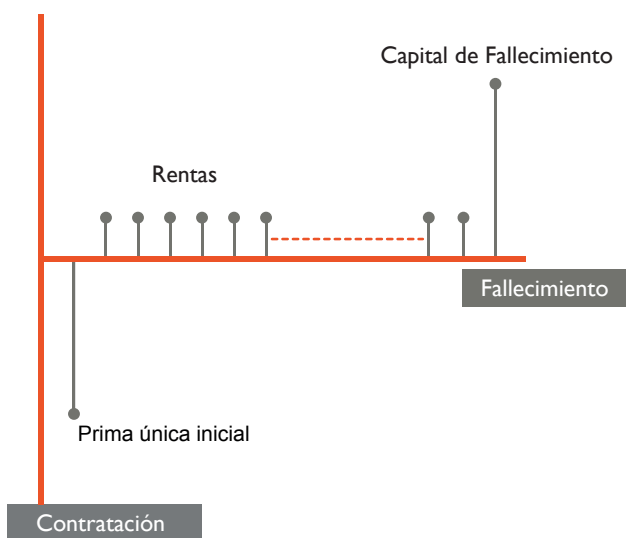 Capital de Fallecimiento
Rentas
Fallecimiento
Prima única inicial
Contratación